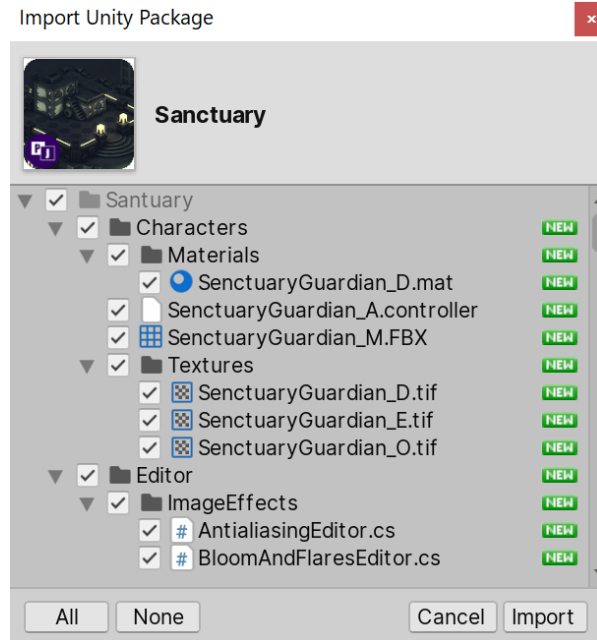 Import Unity Package
×
Sanctuary
PJ
Santuary
Characters NEW
Materials NEW
SenctuaryGuardian_D.mat NEW
SenctuaryGuardian_A.controller NEW
SenctuaryGuardian_M.FBX NEW
Textures NEW
SenctuaryGuardian_D.tif NEW
SenctuaryGuardian_E.tif NEW
SenctuaryGuardian_O.tif NEW
Editor NEW
ImageEffects NEW
# AntialiasingEditor.cs NEW
# BloomAndFlaresEditor.cs NEW
All None Cancel Import